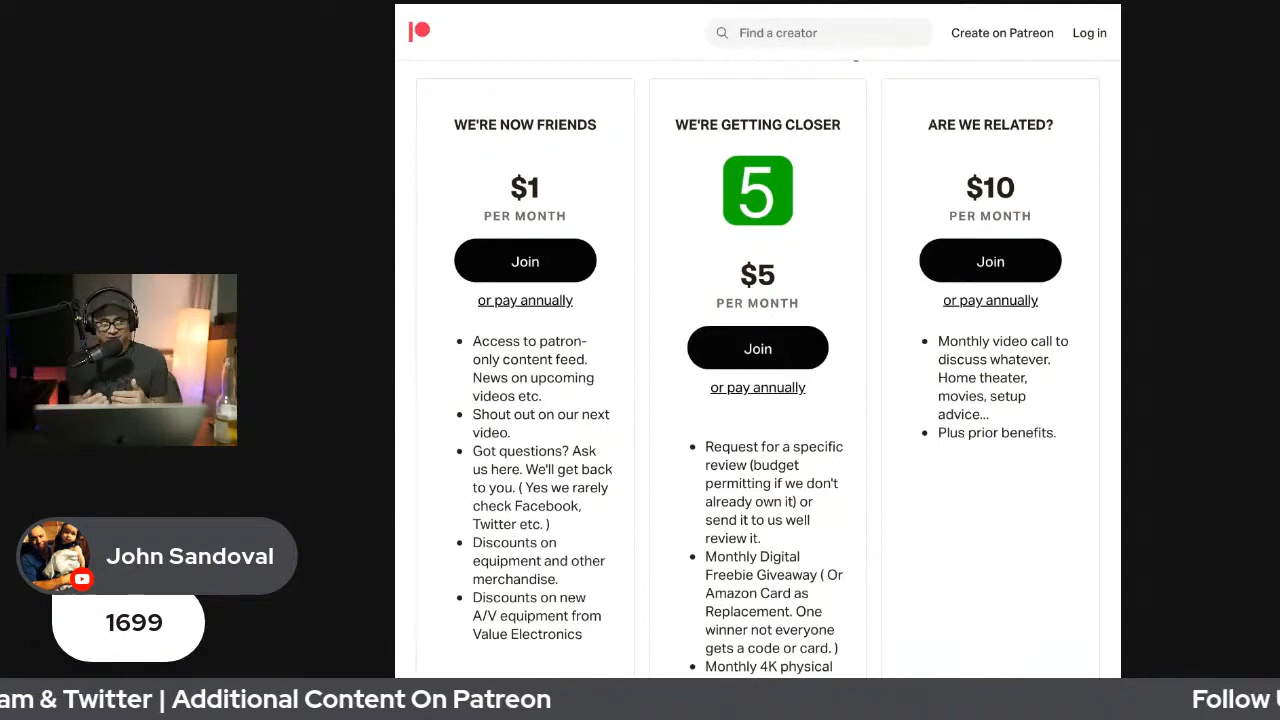 Find a creator
Create on Patreon
Log in
WE'RE NOW FRIENDS
$1
PER MONTH
Join
or pay annually
Access to patron-
only content feed.
News on upcoming
videos etc.
Shout out on our next
video.
Got questions? Ask
us here. We'll get back
to you. ( Yes we rarely
check Facebook,
Twitter etc. )
Discounts on
equipment and other
merchandise.
Discounts on new
A/V equipment from
Value Electronics
WE'RE GETTING CLOSER
5
$5
PER MONTH
Join
or pay annually
Request for a specific
review (budget
permitting if we don't
already own it) or
send it to us well
review it.
Monthly Digital
Freebie Giveaway ( Or
Amazon Card as
Replacement. One
winner not everyone
gets a code or card. )
Monthly 4K physical
ARE WE RELATED?
$10
PER MONTH
Join
or pay annually
Monthly video call to
discuss whatever.
Home theater,
movies, setup
advice...
Plus prior benefits.
John Sandoval
1699
am & Twitter | Additional Content On Patreon
Follow